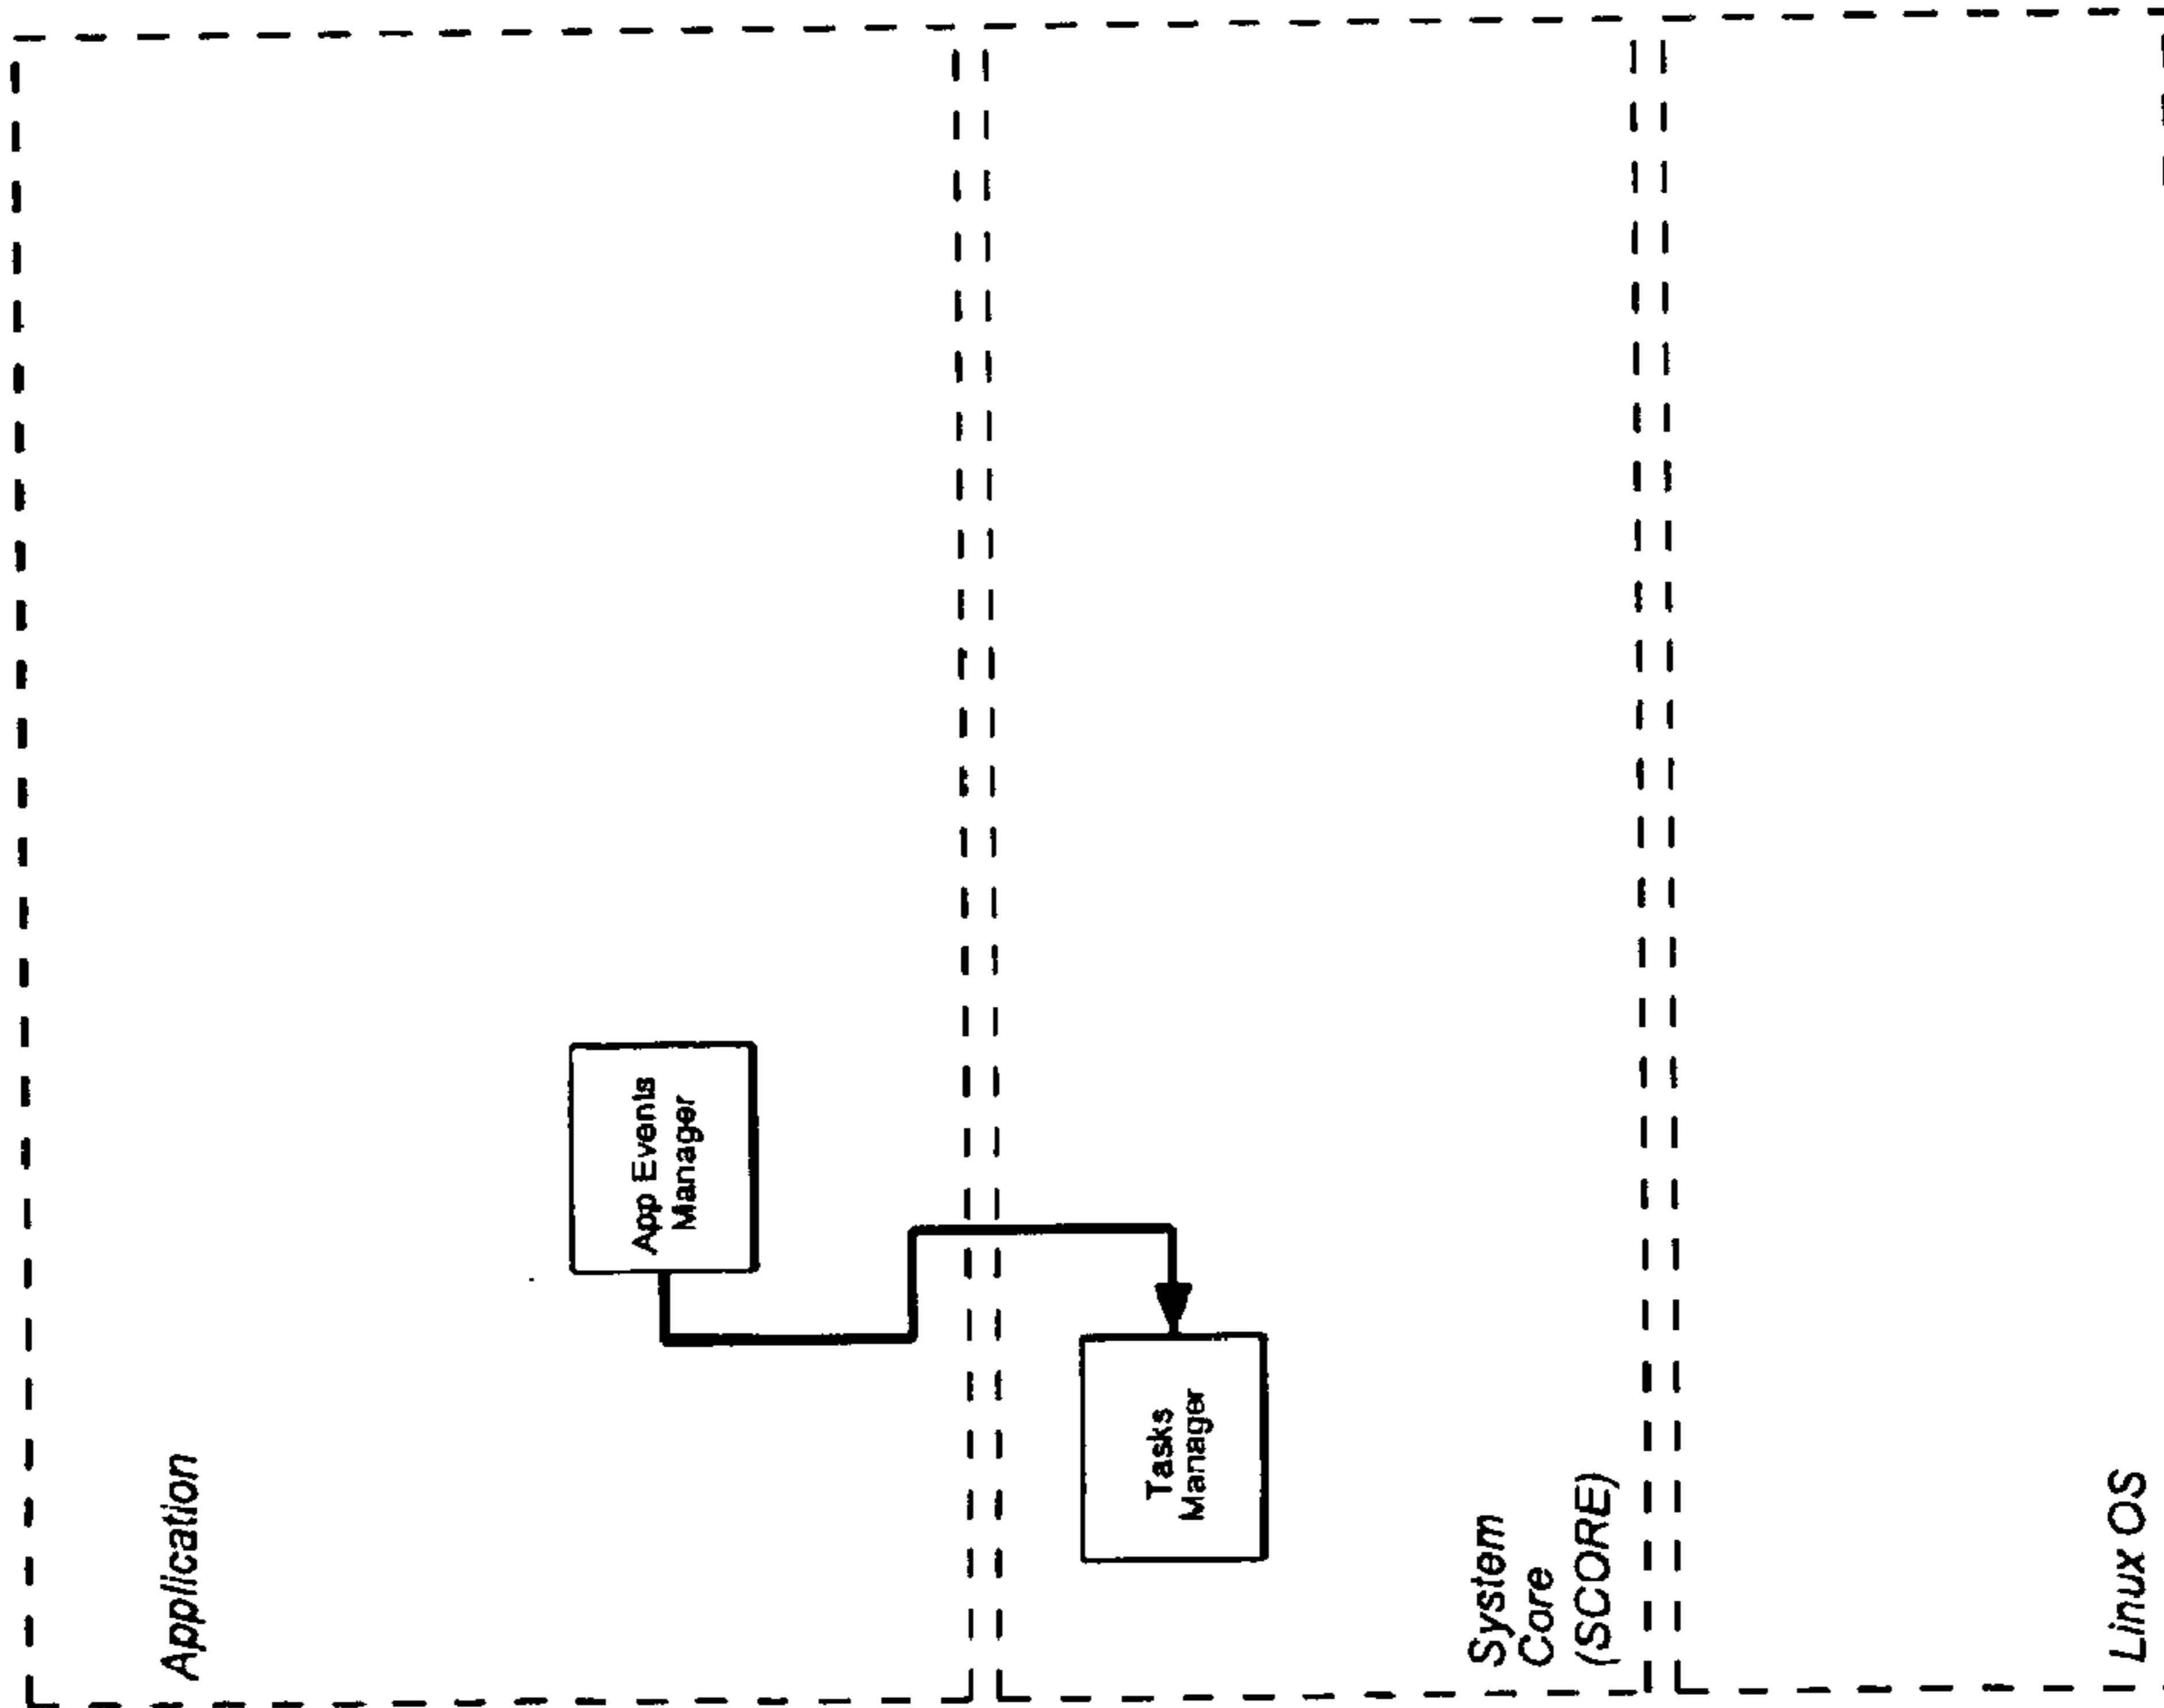 Application
App Events
Manager
Tasks
Manager
System
Core
(SCORE)
Linux OS